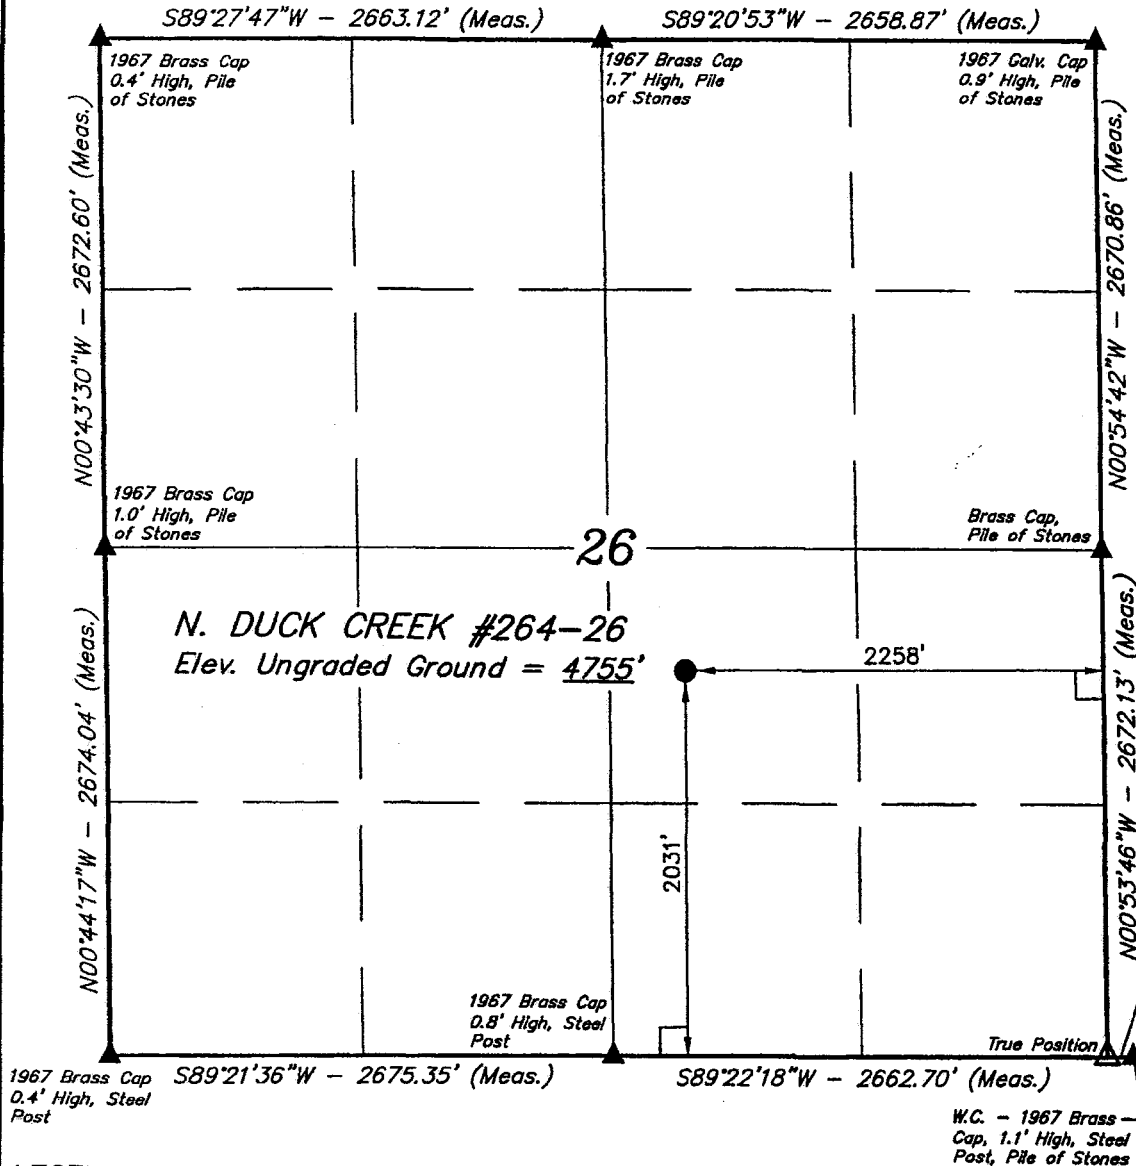 S89°27'47"W – 2663.12' (Meas.)
S89°20'53"W – 2658.87' (Meas.)
1967 Brass Cap
0.4' High, Pile
of Stones
1967 Brass Cap
1.7' High, Pile
of Stones
1967 Galv. Cap
0.9' High, Pile
of Stones
N00°43'30"W – 2672.60' (Meas.)
N00°54'42"W – 2670.86' (Meas.)
1967 Brass Cap
1.0' High, Pile
of Stones
Brass Cap,
Pile of Stones
26
N. DUCK CREEK #264-26
Elev. Ungraded Ground = 4755'
2258'
2031'
N00°44'17"W – 2674.04' (Meas.)
N00°53'46"W – 2672.13' (Meas.)
1967 Brass Cap
0.8' High, Steel
Post
True Position
1967 Brass Cap
0.4' High, Steel
Post
S89°21'36"W – 2675.35' (Meas.)
S89°22'18"W – 2662.70' (Meas.)
W.C. – 1967 Brass
Cap, 1.1' High, Steel
Post, Pile of Stones